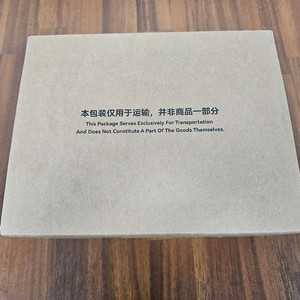 本包装仅用于运输，并非商品一部分
This Package Serves Exclusively For Transportation
And Does Not Constitute A Part Of The Goods Themselves.